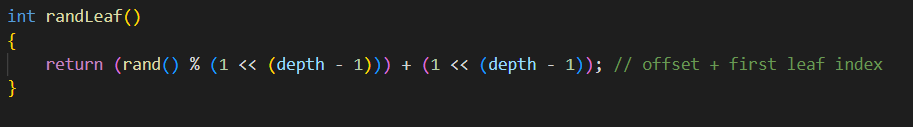 int randLeaf()
{
    return (rand() % (1 << (depth - 1))) + (1 << (depth - 1)); // offset + first leaf index
}